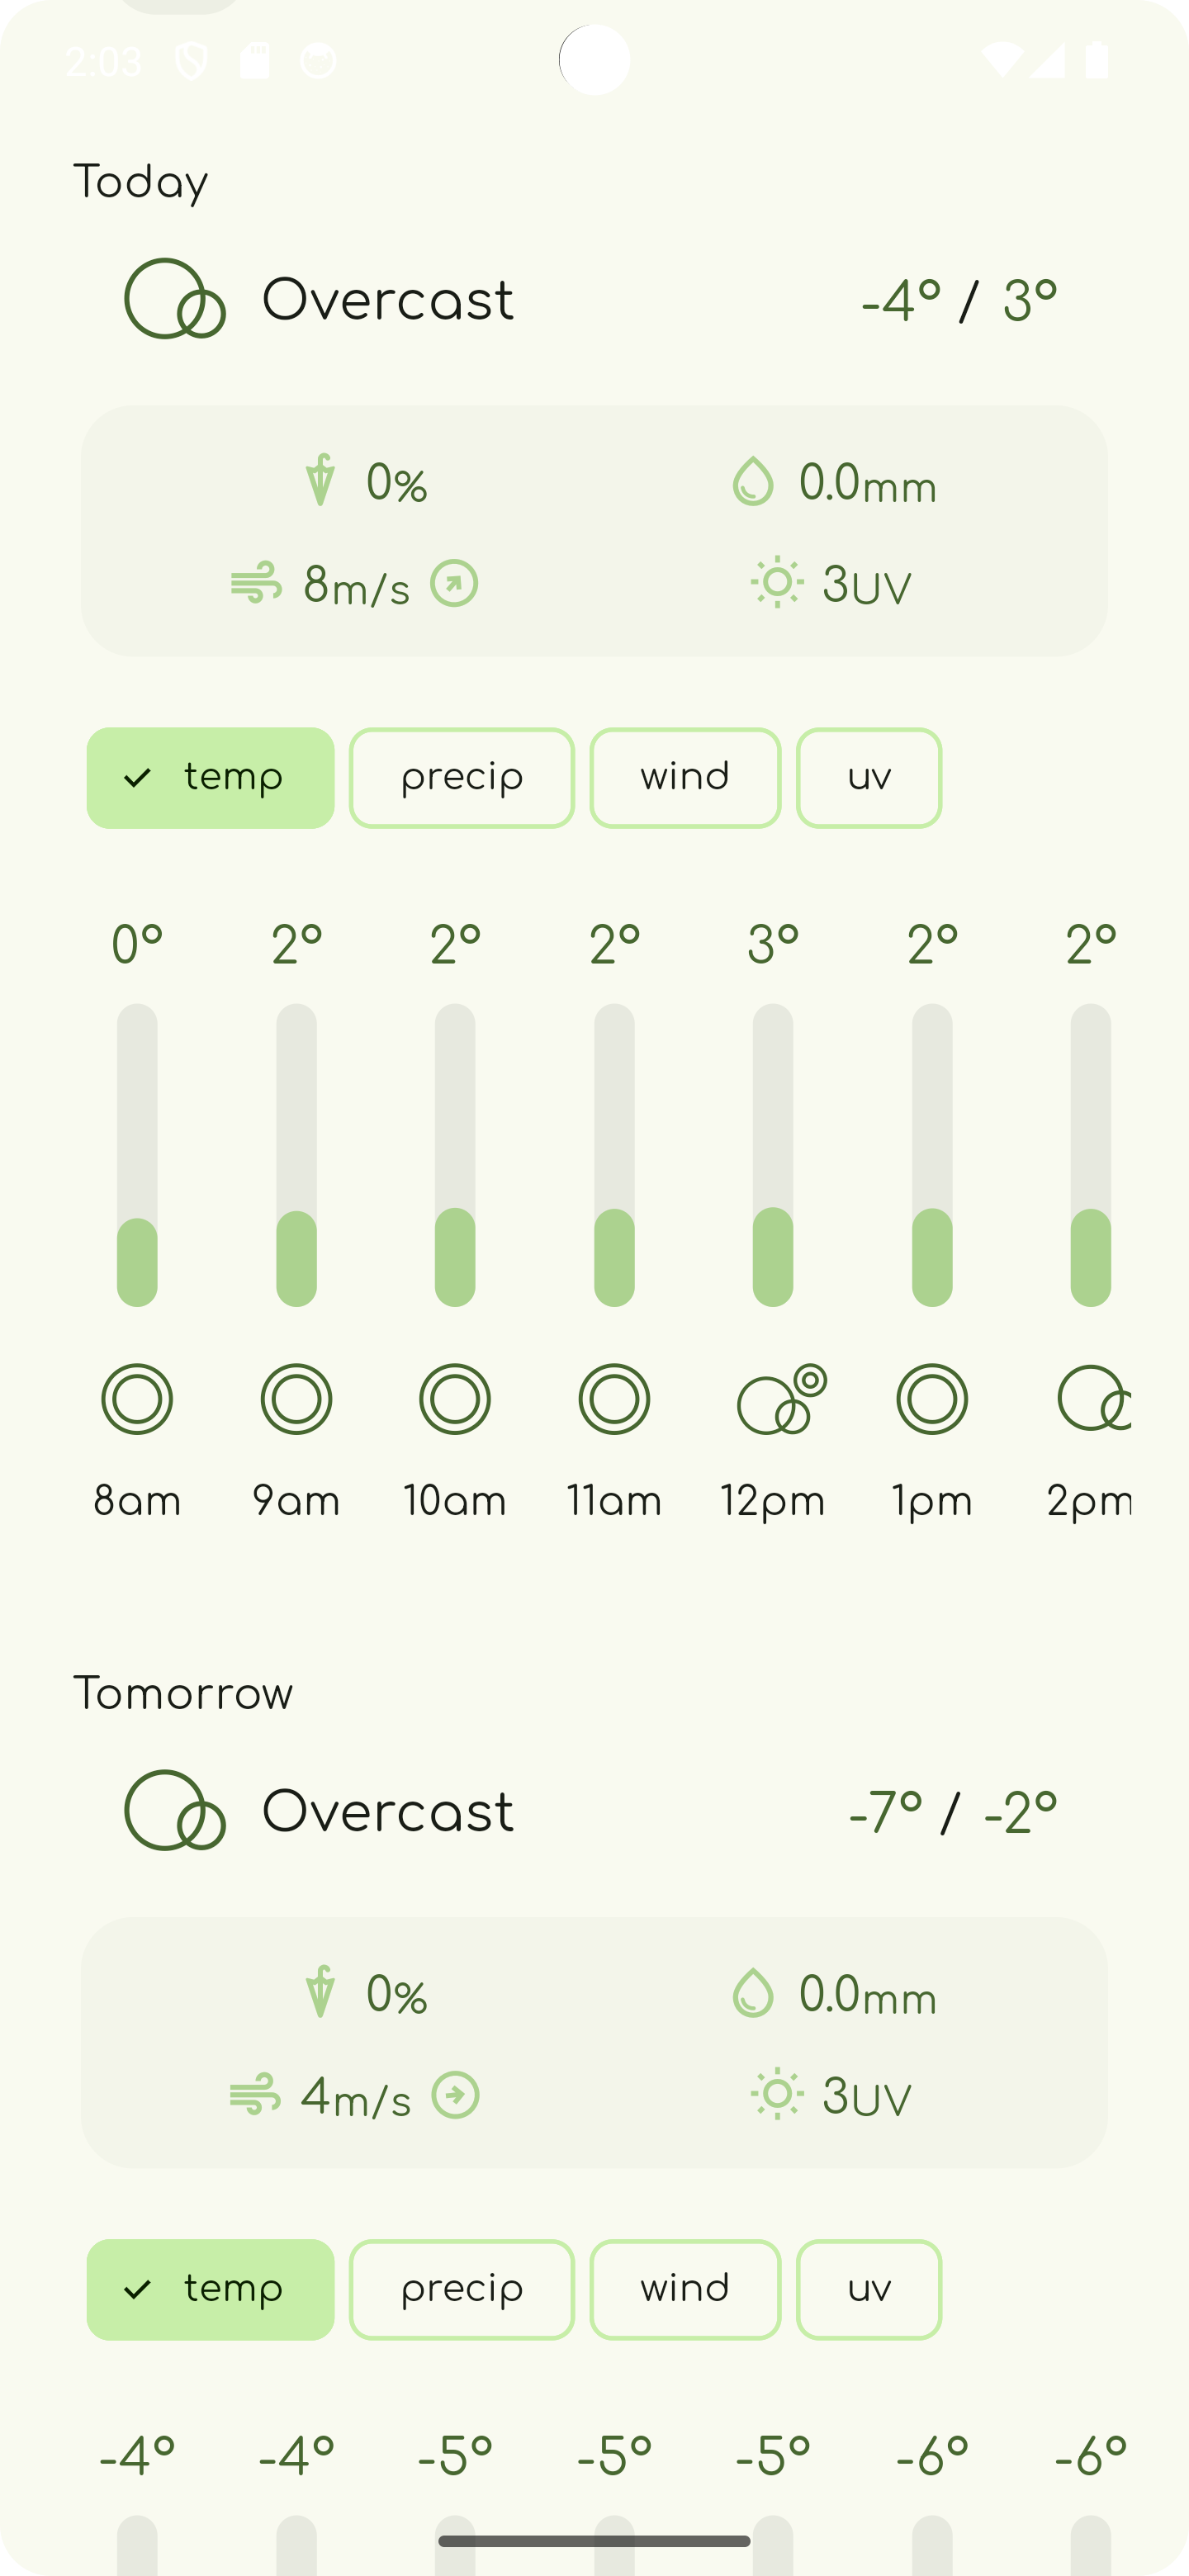 2:03
Today
Overcast -4° / 3°
0% 0.0mm
8m/s 3UV
temp precip wind uv
0° 2° 2° 2° 3° 2° 2°
8am 9am 10am 11am 12pm 1pm 2pm
Tomorrow
Overcast -7° / -2°
0% 0.0mm
4m/s 3UV
temp precip wind uv
-4° -4° -5° -5° -5° -6° -6°